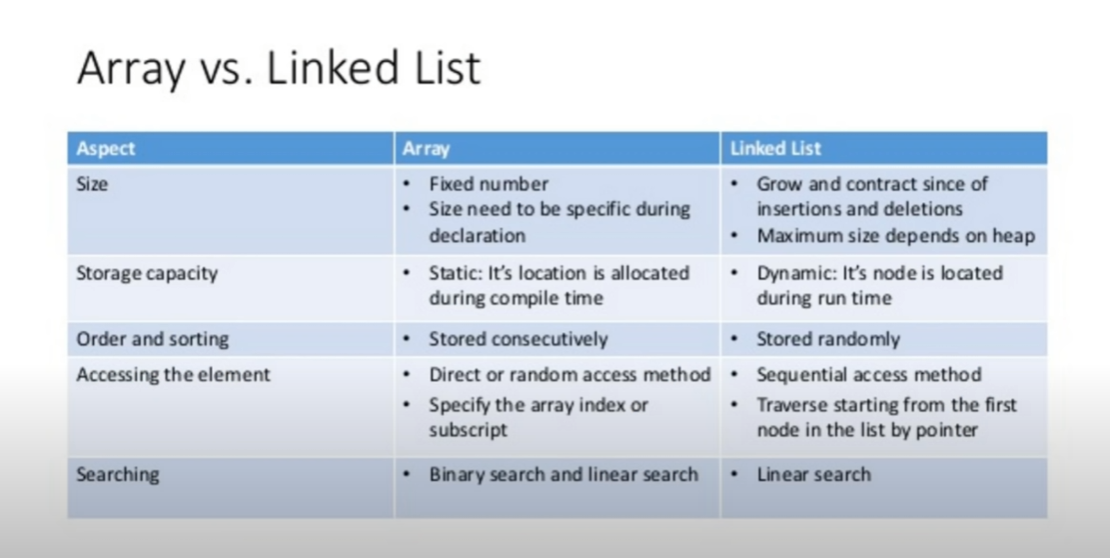 Array vs. Linked List
Aspect
Array
Linked List
Size
• Fixed number
• Size need to be specific during
declaration
• Grow and contract since of
insertions and deletions
• Maximum size depends on heap
Storage capacity
• Static: It's location is allocated
during compile time
• Dynamic: It's node is located
during run time
Order and sorting
• Stored consecutively
• Stored randomly
Accessing the element
• Direct or random access method
• Specify the array index or
subscript
• Sequential access method
• Traverse starting from the first
node in the list by pointer
Searching
• Binary search and linear search
• Linear search